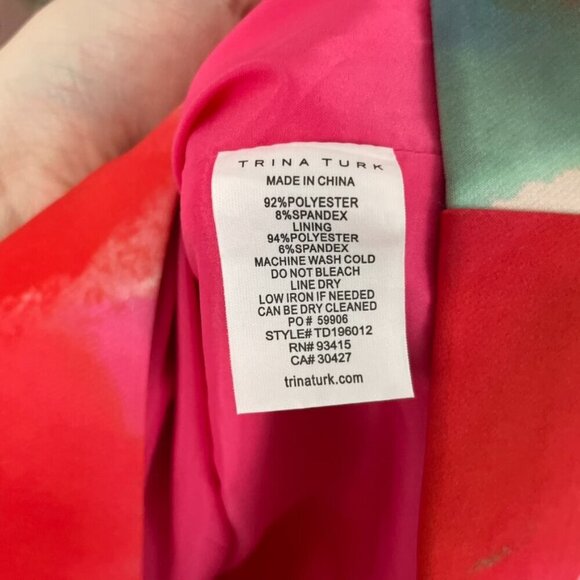 TRINA TURK
MADE IN CHINA
92%POLYESTER
8%SPANDEX
LINING
94%POLYESTER
6%SPANDEX
MACHINE WASH COLD
DO NOT BLEACH
LINE DRY
LOW IRON IF NEEDED
CAN BE DRY CLEANED
PO# 59906
STYLE# TD196012
RN# 93415
CA# 30427
trinaturk.com